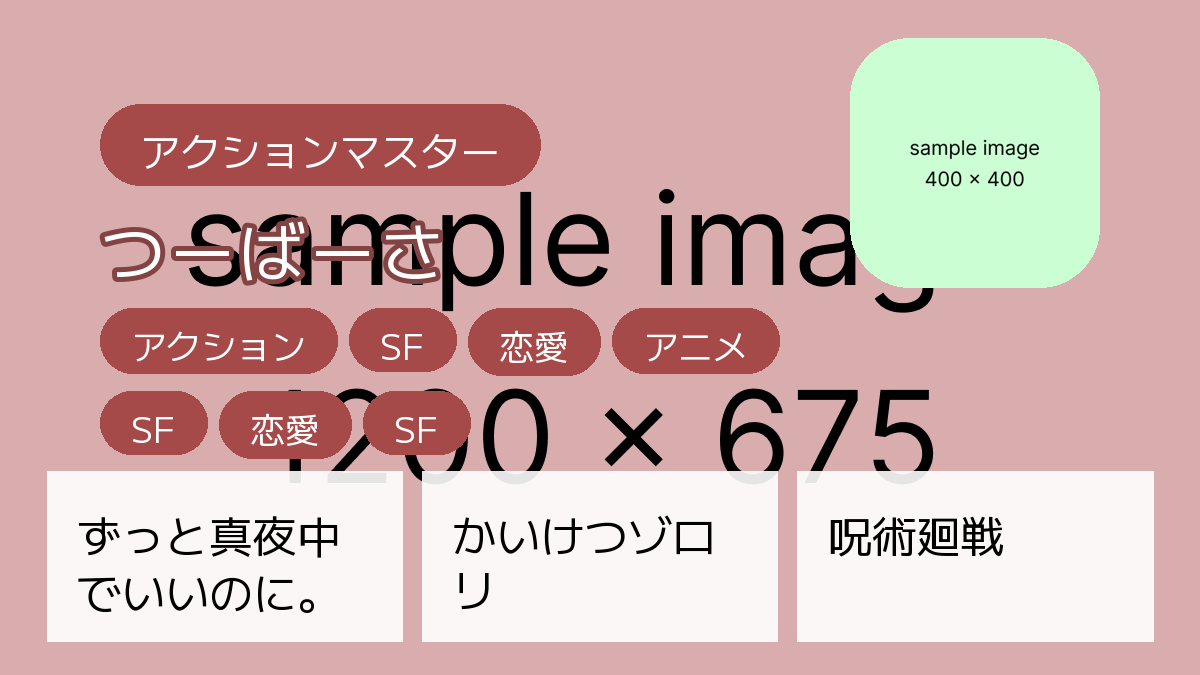 アクションマスター
sample image
400 × 400
sample imag
つーばーさ
アクション SF 恋愛 アニメ
1200 × 675
SF 恋愛 SF
ずっと真夜中
でいいのに。
かいけつゾロ
リ
呪術廻戦